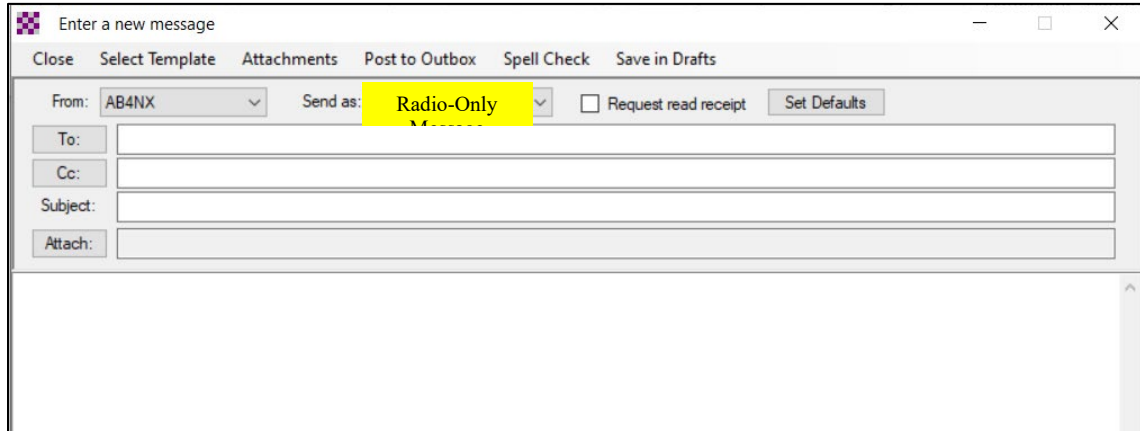 Enter a new message
Close Select Template Attachments Post to Outbox Spell Check Save in Drafts
From: AB4NX Send as: Radio-Only Request read receipt Set Defaults
To:
Cc:
Subject:
Attach: